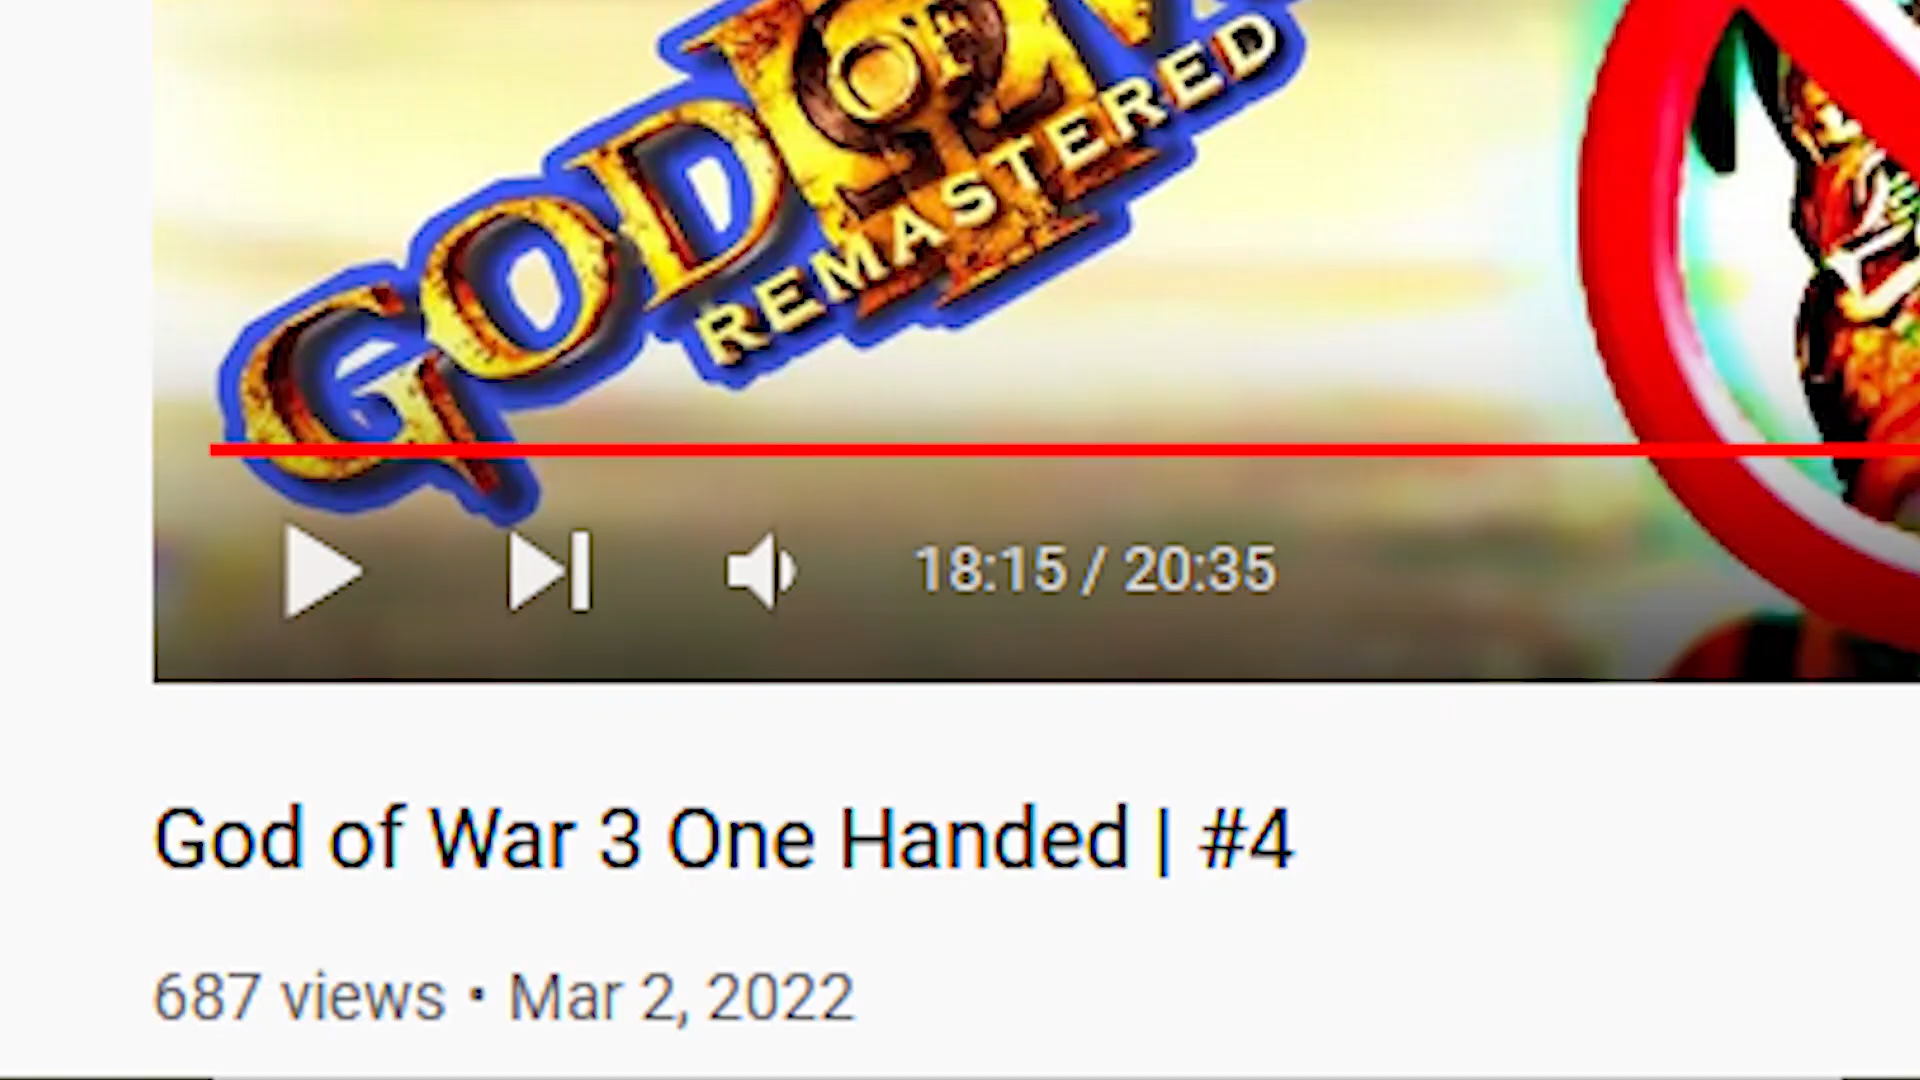 GOD OF
REMASTERED
18:15 / 20:35
God of War 3 One Handed | #4
687 views • Mar 2, 2022